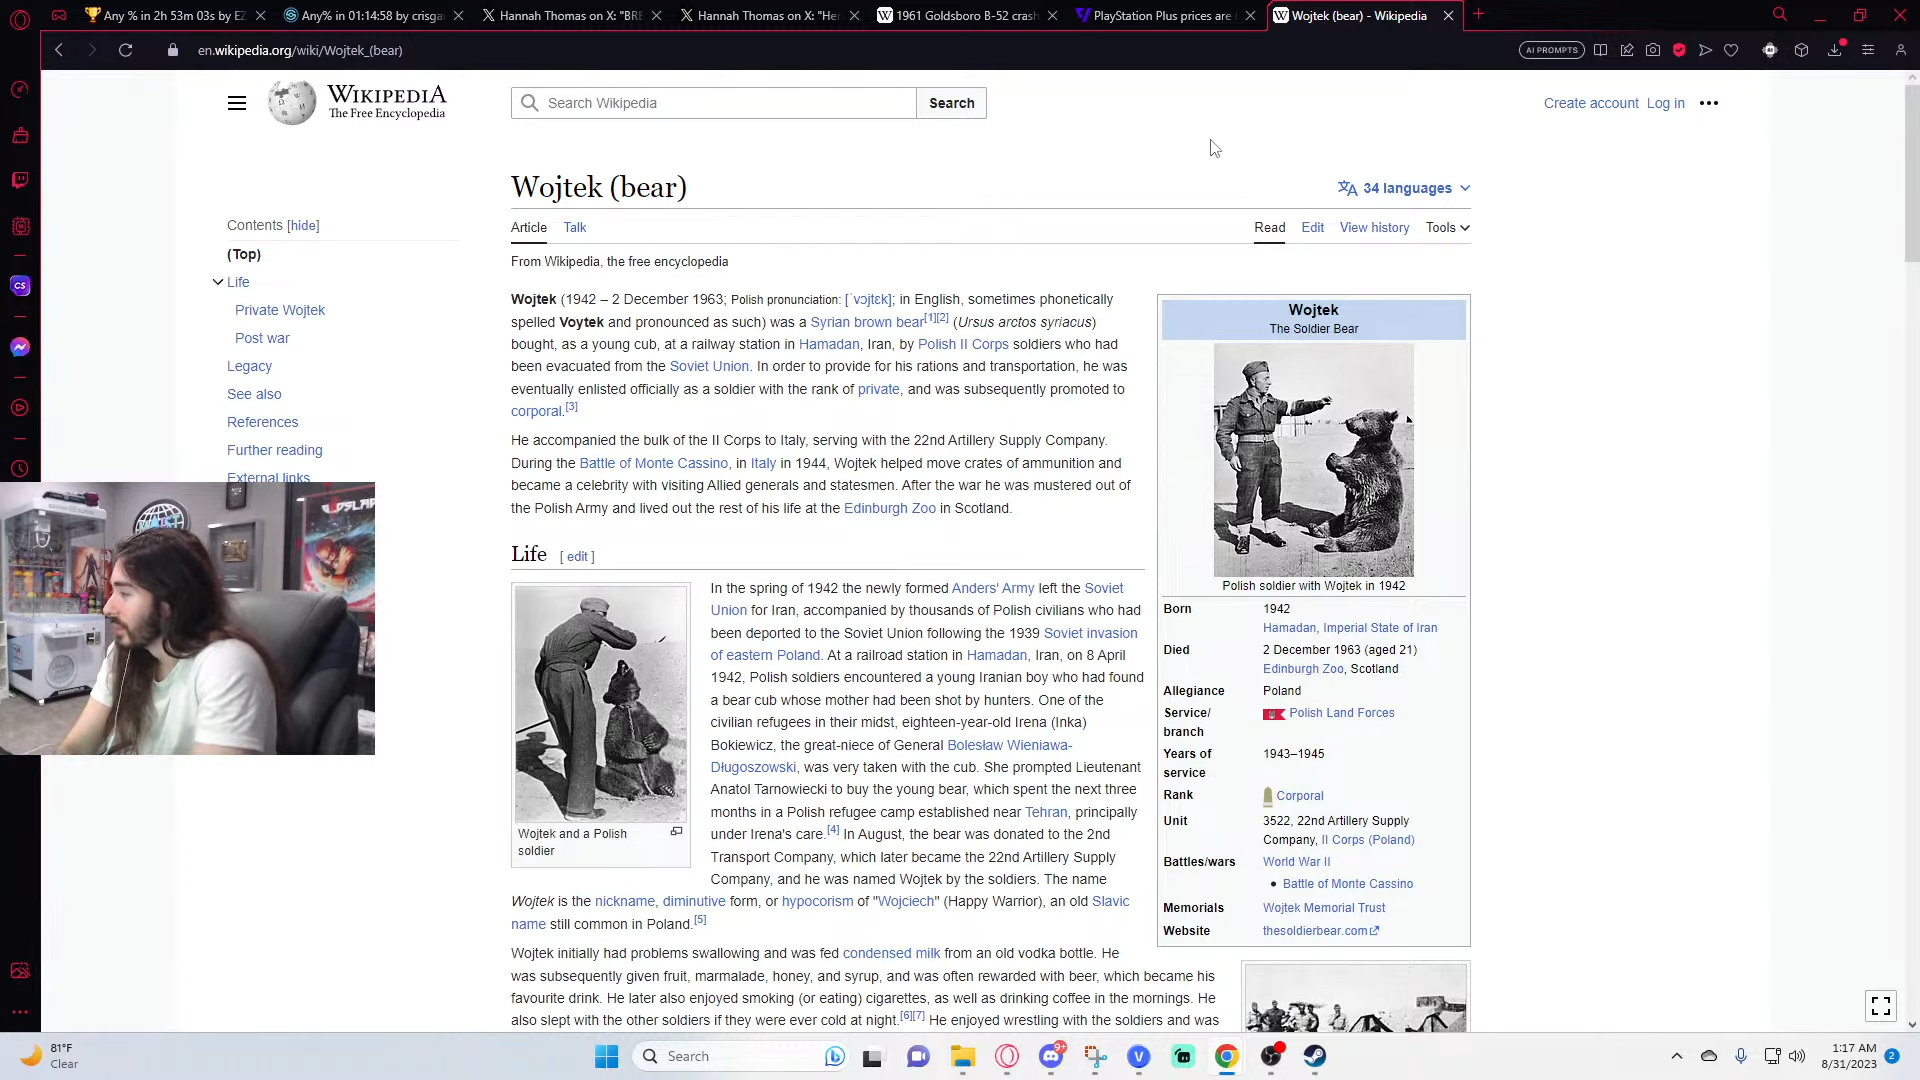 Any % in 2h 53m 03s by EZ
Any% in 01:14:58 by crisga
Hannah Thomas on X: "BRE
Hannah Thomas on X: "Her
1961 Goldsboro B-52 crash
PlayStation Plus prices are
Wojtek (bear) - Wikipedia
en.wikipedia.org/wiki/Wojtek_(bear)
AI PROMPTS
WIKIPEDIA
The Free Encyclopedia
Search Wikipedia
Search
Create account Log in
Wojtek (bear)
34 languages
Article Talk
Read Edit View history Tools
From Wikipedia, the free encyclopedia
Contents [hide]
(Top)
Life
Private Wojtek
Post war
Legacy
See also
References
Further reading
External links
Wojtek (1942 – 2 December 1963; Polish pronunciation: [ˈvɔjtɛk]; in English, sometimes phonetically
spelled Voytek and pronounced as such) was a Syrian brown bear[1][2] (Ursus arctos syriacus)
bought, as a young cub, at a railway station in Hamadan, Iran, by Polish II Corps soldiers who had
been evacuated from the Soviet Union. In order to provide for his rations and transportation, he was
eventually enlisted officially as a soldier with the rank of private, and was subsequently promoted to
corporal.[3]
He accompanied the bulk of the II Corps to Italy, serving with the 22nd Artillery Supply Company.
During the Battle of Monte Cassino, in Italy in 1944, Wojtek helped move crates of ammunition and
became a celebrity with visiting Allied generals and statesmen. After the war he was mustered out of
the Polish Army and lived out the rest of his life at the Edinburgh Zoo in Scotland.
Life [ edit ]
In the spring of 1942 the newly formed Anders' Army left the Soviet
Union for Iran, accompanied by thousands of Polish civilians who had
been deported to the Soviet Union following the 1939 Soviet invasion
of eastern Poland. At a railroad station in Hamadan, Iran, on 8 April
1942, Polish soldiers encountered a young Iranian boy who had found
a bear cub whose mother had been shot by hunters. One of the
civilian refugees in their midst, eighteen-year-old Irena (Inka)
Bokiewicz, the great-niece of General Bolesław Wieniawa-
Długoszowski, was very taken with the cub. She prompted Lieutenant
Anatol Tarnowiecki to buy the young bear, which spent the next three
months in a Polish refugee camp established near Tehran, principally
under Irena's care.[4] In August, the bear was donated to the 2nd
Transport Company, which later became the 22nd Artillery Supply
Company, and he was named Wojtek by the soldiers. The name
Wojtek is the nickname, diminutive form, or hypocorism of "Wojciech" (Happy Warrior), an old Slavic
name still common in Poland.[5]
Wojtek and a Polish
soldier
Wojtek initially had problems swallowing and was fed condensed milk from an old vodka bottle. He
was subsequently given fruit, marmalade, honey, and syrup, and was often rewarded with beer, which became his
favourite drink. He later also enjoyed smoking (or eating) cigarettes, as well as drinking coffee in the mornings. He
also slept with the other soldiers if they were ever cold at night.[6][7] He enjoyed wrestling with the soldiers and was
Wojtek
The Soldier Bear
Polish soldier with Wojtek in 1942
Born 1942
Hamadan, Imperial State of Iran
Died 2 December 1963 (aged 21)
Edinburgh Zoo, Scotland
Allegiance Poland
Service/ Polish Land Forces
branch
Years of 1943–1945
service
Rank Corporal
Unit 3522, 22nd Artillery Supply
Company, II Corps (Poland)
Battles/wars World War II
• Battle of Monte Cassino
Memorials Wojtek Memorial Trust
Website thesoldierbear.com
CS
81°F
Clear
Search
9+
V
1:17 AM
8/31/2023
2